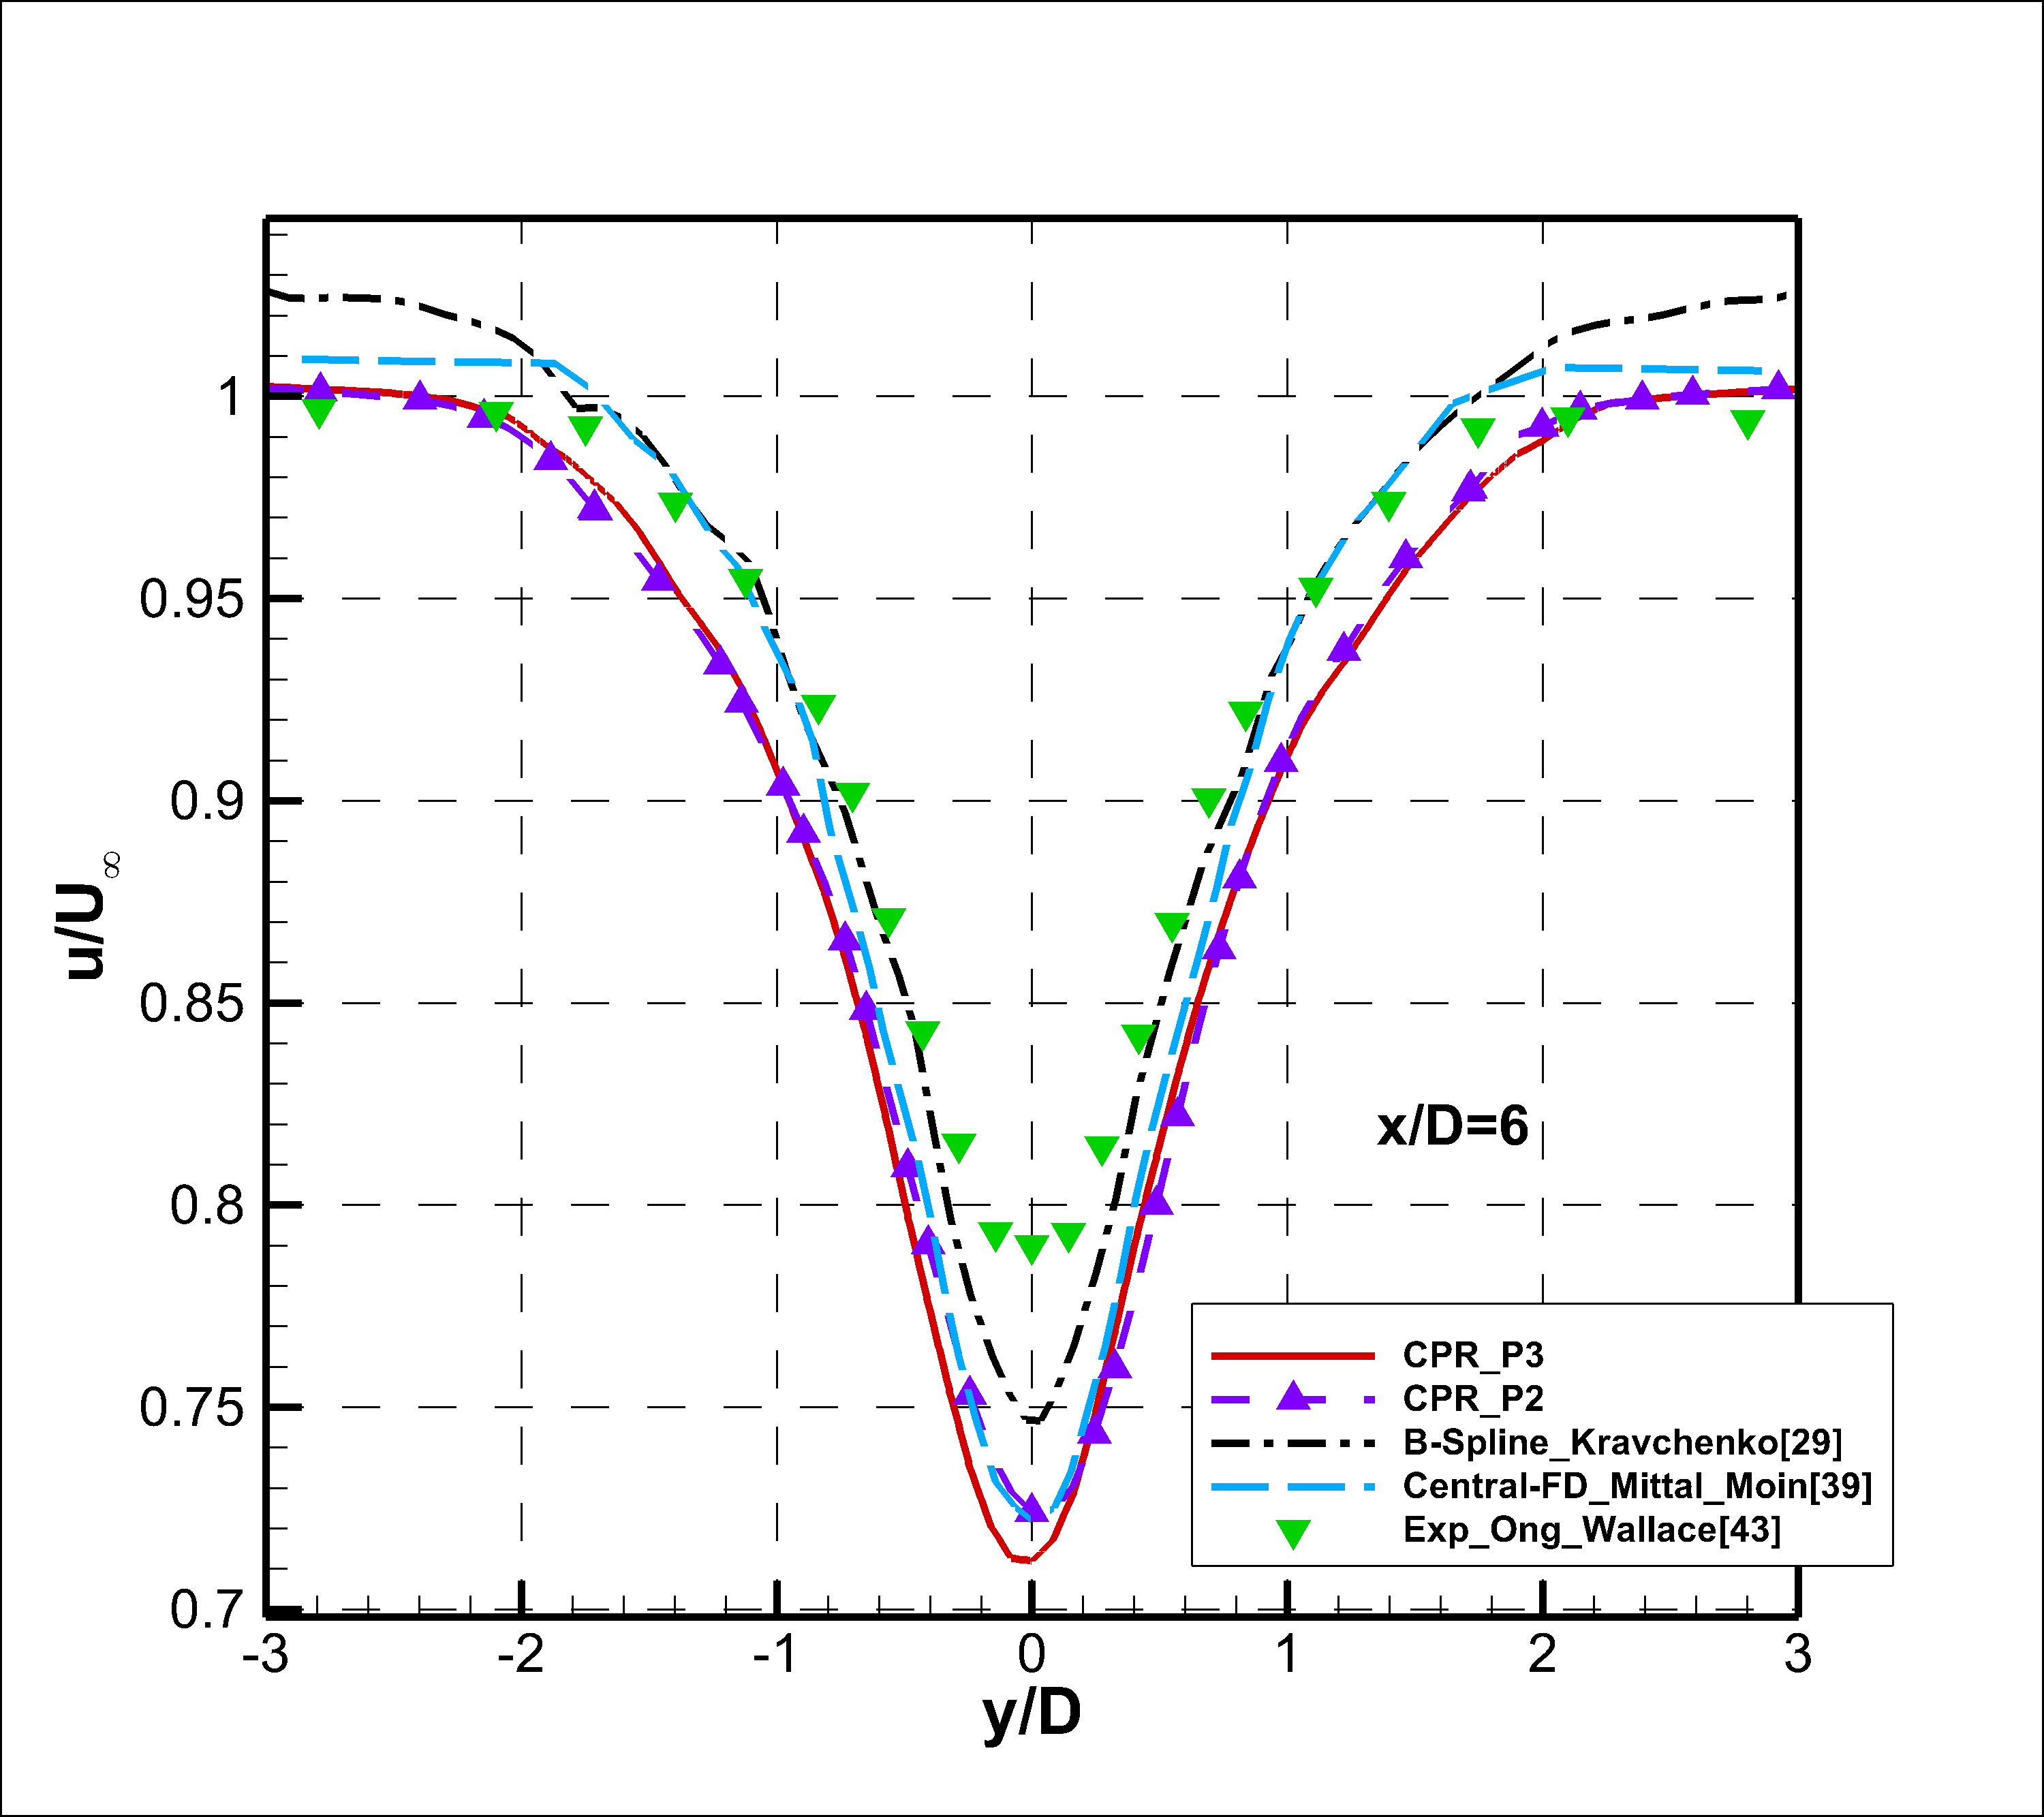 1
0.95
0.9
0.85
0.8
0.75
0.7
u/U∞
-3 -2 -1 0 1 2 3
y/D
x/D=6
CPR_P3
CPR_P2
B-Spline_Kravchenko[29]
Central-FD_Mittal_Moin[39]
Exp_Ong_Wallace[43]